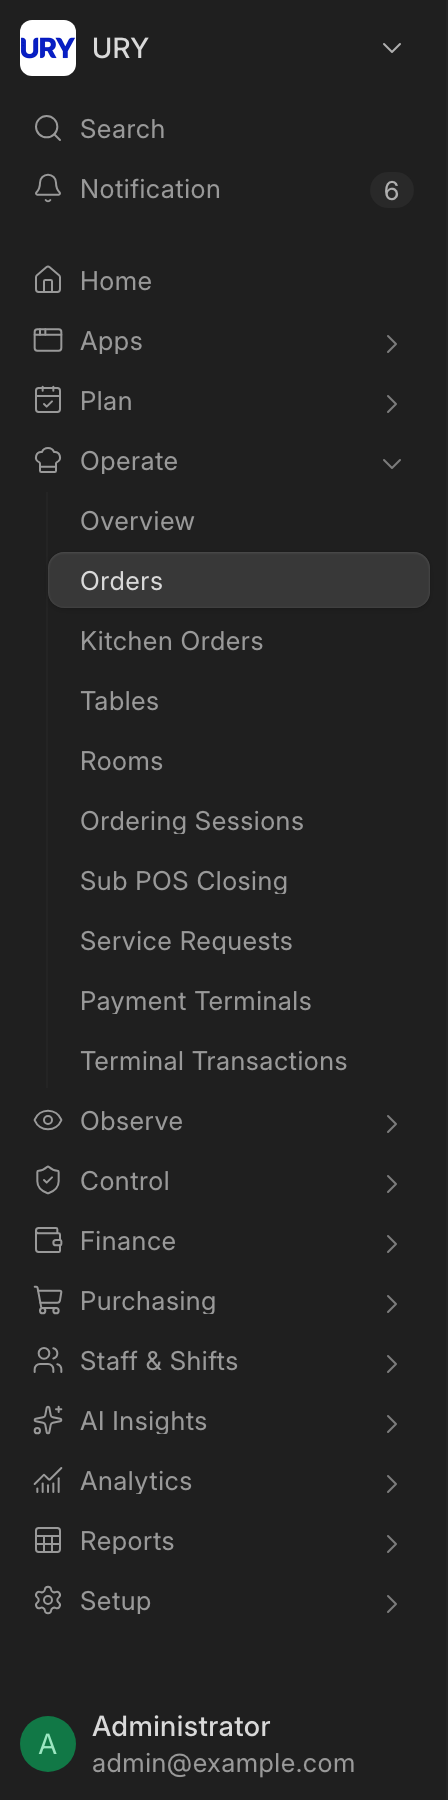 URY URY
Search
Notification 6
Home
Apps
Plan
Operate
Overview
Orders
Kitchen Orders
Tables
Rooms
Ordering Sessions
Sub POS Closing
Service Requests
Payment Terminals
Terminal Transactions
Observe
Control
Finance
Purchasing
Staff & Shifts
AI Insights
Analytics
Reports
Setup
A Administrator
admin@example.com